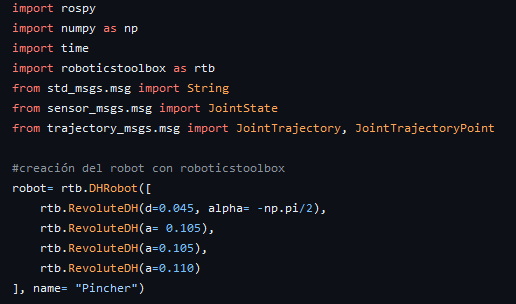 import rospy
import numpy as np
import time
import roboticstoolbox as rtb
from std_msgs.msg import String
from sensor_msgs.msg import JointState
from trajectory_msgs.msg import JointTrajectory, JointTrajectoryPoint

#creación del robot con roboticstoolbox
robot= rtb.DHRobot([
    rtb.RevoluteDH(d=0.045, alpha= -np.pi/2),
    rtb.RevoluteDH(a= 0.105),
    rtb.RevoluteDH(a=0.105),
    rtb.RevoluteDH(a=0.110)
], name= "Pincher")